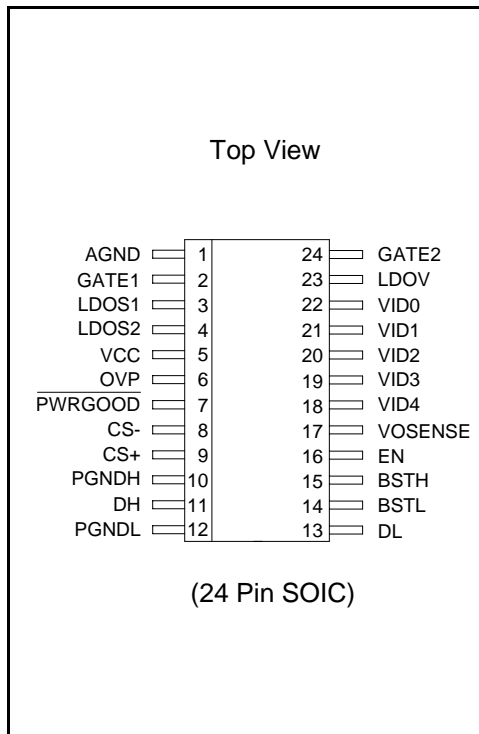 Top View
AGND 1 24 GATE2
GATE1 2 23 LDOV
LDOS1 3 22 VID0
LDOS2 4 21 VID1
VCC 5 20 VID2
OVP 6 19 VID3
PWRGOOD 7 18 VID4
CS- 8 17 VOSENSE
CS+ 9 16 EN
PGNDH 10 15 BSTH
DH 11 14 BSTL
PGNDL 12 13 DL
(24 Pin SOIC)